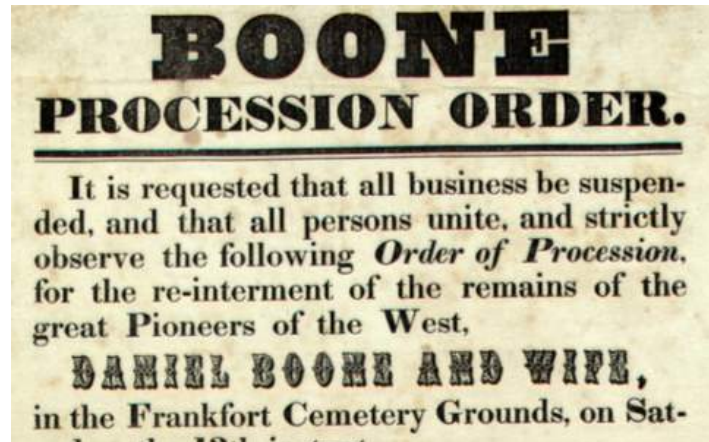 BOONE
PROCESSION ORDER.
It is requested that all business be suspen-
ded, and that all persons unite, and strictly
observe the following Order of Procession,
for the re-interment of the remains of the
great Pioneers of the West,
DANIEL BOONE AND WIFE,
in the Frankfort Cemetery Grounds, on Sat-